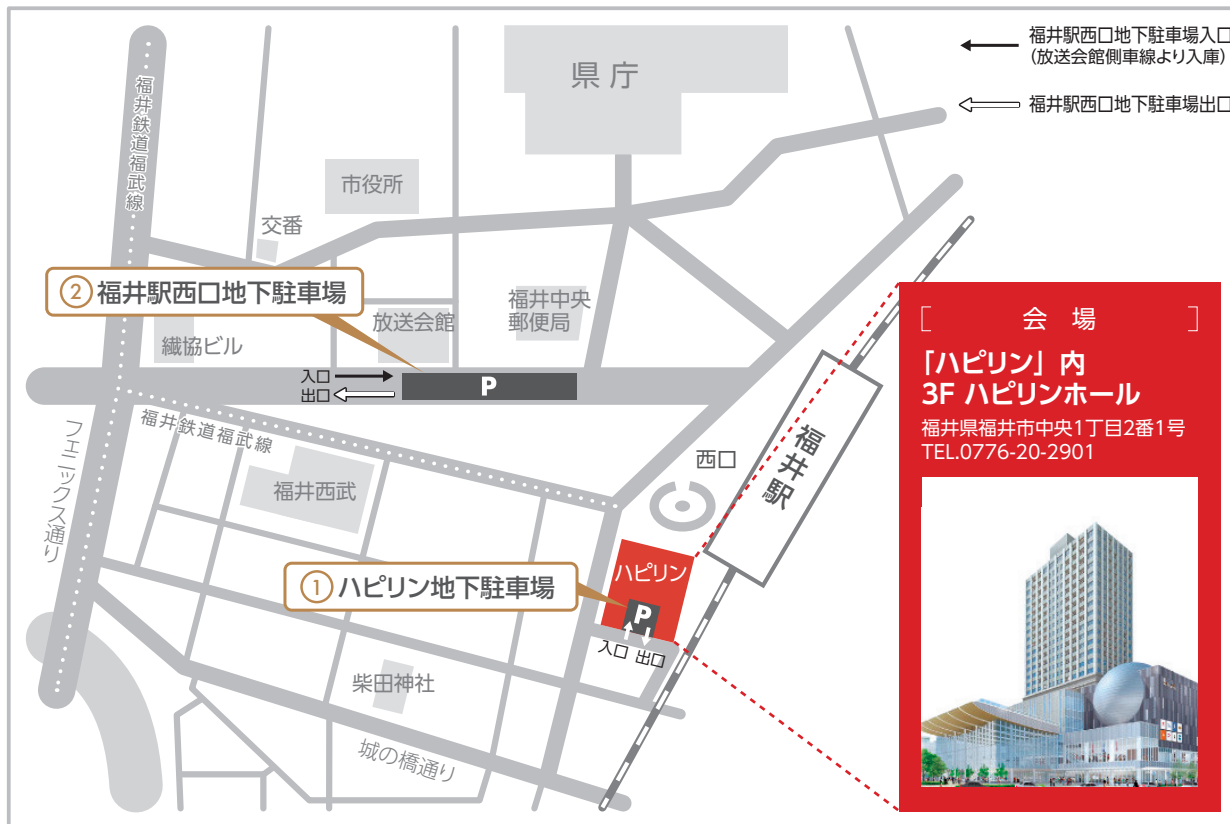 福井駅西口地下駐車場入口
(放送会館側車線より入庫)
福井駅西口地下駐車場出口
県庁
福井鉄道福武線
市役所
交番
② 福井駅西口地下駐車場
福井中央
郵便局
放送会館
繊協ビル
入口
出口
P
福井鉄道福武線
フェニックス通り
福井西武
西口
福井駅
ハピリン
① ハピリン地下駐車場
P
入口 出口
柴田神社
城の橋通り
[ 会場 ]
「ハピリン」内
3F ハピリンホール
福井県福井市中央1丁目2番1号
TEL.0776-20-2901